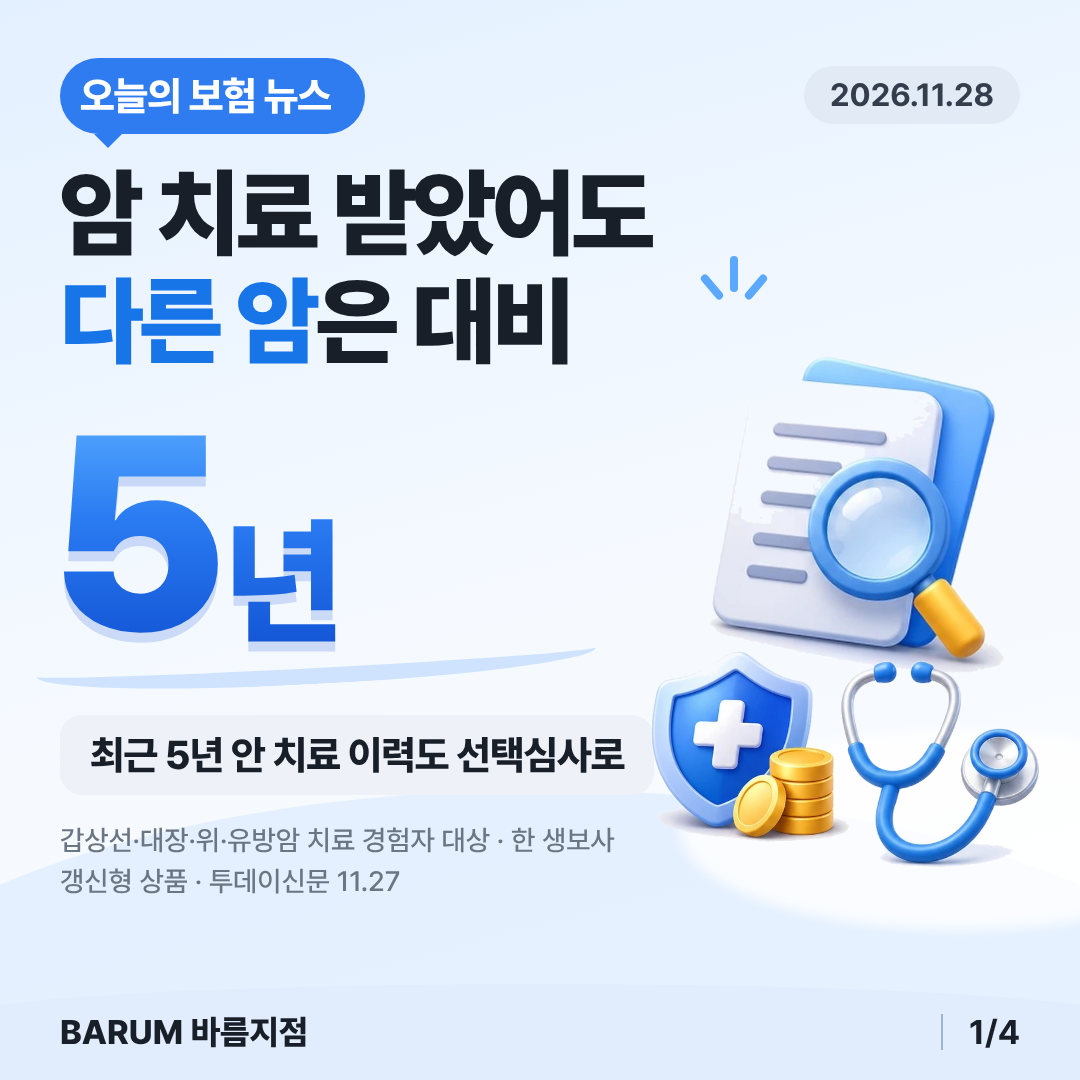 오늘의 보험 뉴스
2026.11.28
암 치료 받았어도
다른 암은 대비
5년
최근 5년 안 치료 이력도 선택심사로
갑상선·대장·위·유방암 치료 경험자 대상 · 한 생보사
갱신형 상품 · 투데이신문 11.27
BARUM 바름지점
1/4